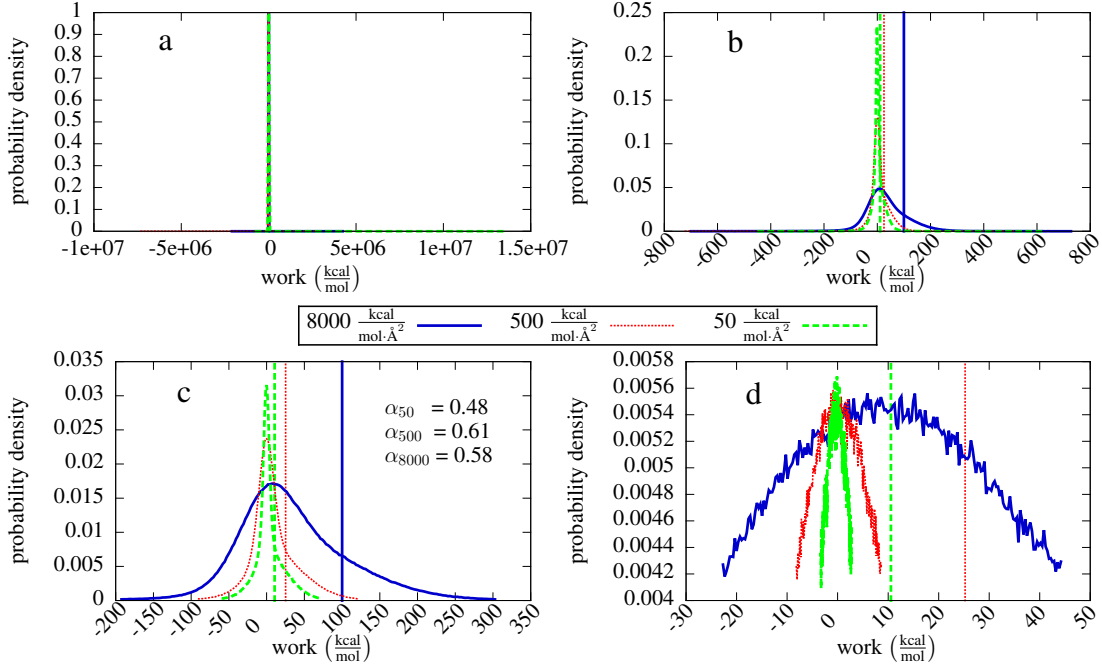 a
probability density
1
0.9
0.8
0.7
0.6
0.5
0.4
0.3
0.2
0.1
0
-1e+07 -5e+06 0 5e+06 1e+07 1.5e+07
work (kcal/mol)
b
probability density
0.25
0.2
0.15
0.1
0.05
0
-800 -600 -400 -200 0 200 400 600 800
work (kcal/mol)
8000 kcal/mol·Å² 500 kcal/mol·Å² 50 kcal/mol·Å²
c
probability density
0.035
0.03
0.025
0.02
0.015
0.01
0.005
0
α50 = 0.48
α500 = 0.61
α8000 = 0.58
-200 -150 -100 -50 0 50 100 150 200 250 300 350
work (kcal/mol)
d
probability density
0.0058
0.0056
0.0054
0.0052
0.005
0.0048
0.0046
0.0044
0.0042
0.004
-30 -20 -10 0 10 20 30 40 50
work (kcal/mol)